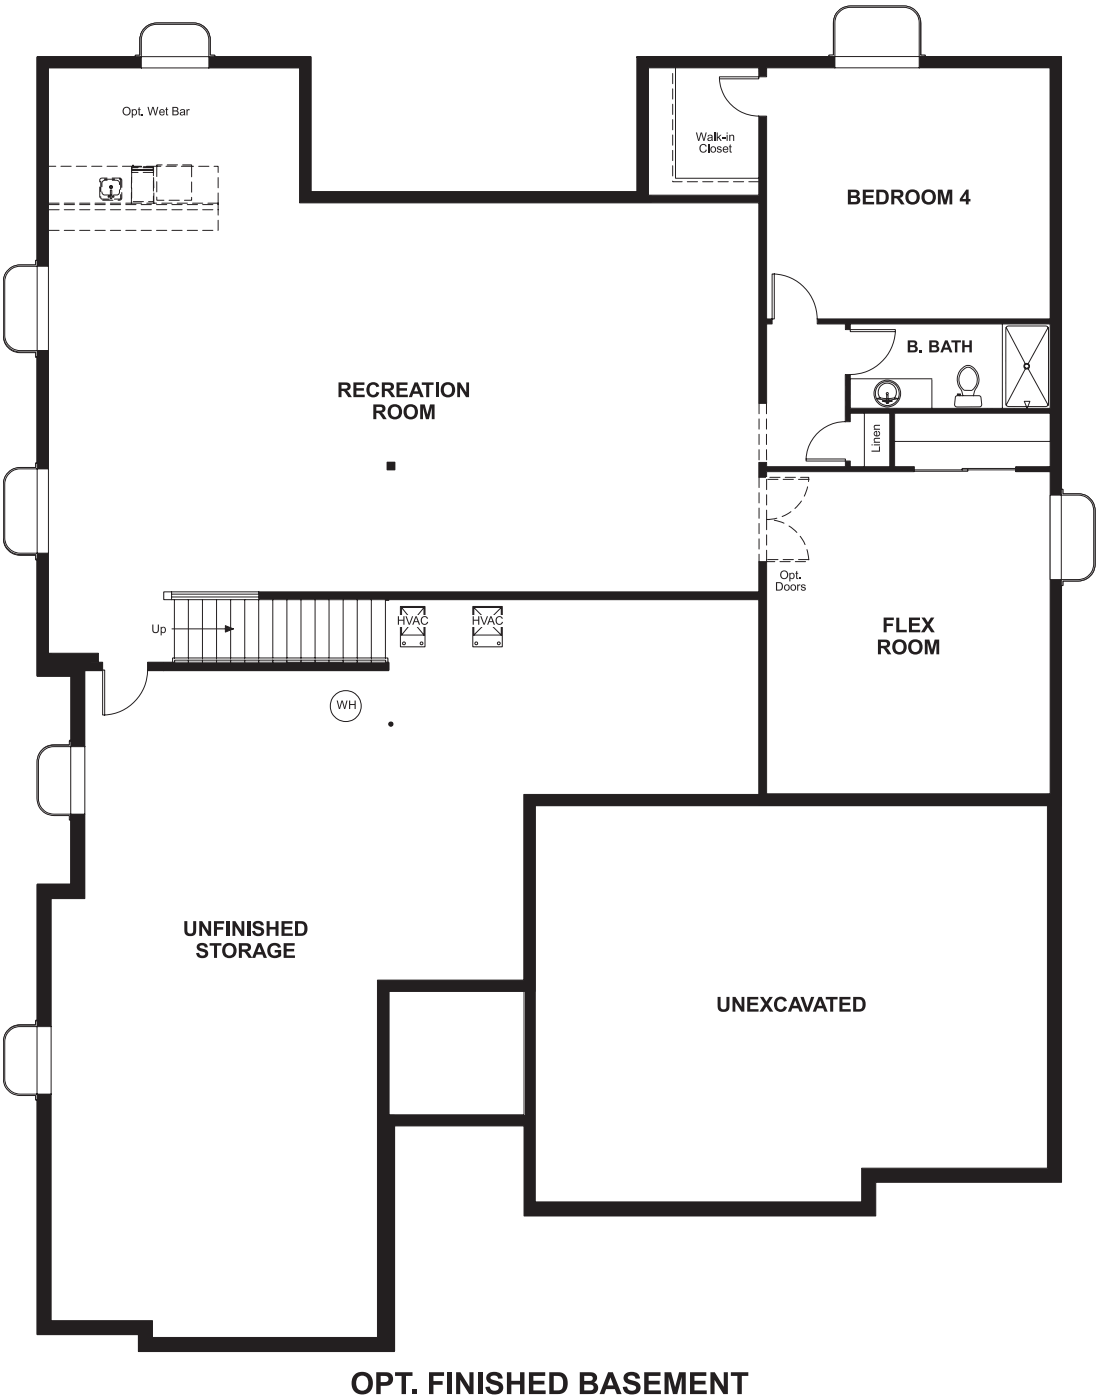 Opt. Wet Bar
Walk-in
Closet
BEDROOM 4
B. BATH
RECREATION
ROOM
Linen
Opt.
Doors
Up
HVAC
HVAC
FLEX
ROOM
WH
UNFINISHED
STORAGE
UNEXCAVATED
OPT. FINISHED BASEMENT